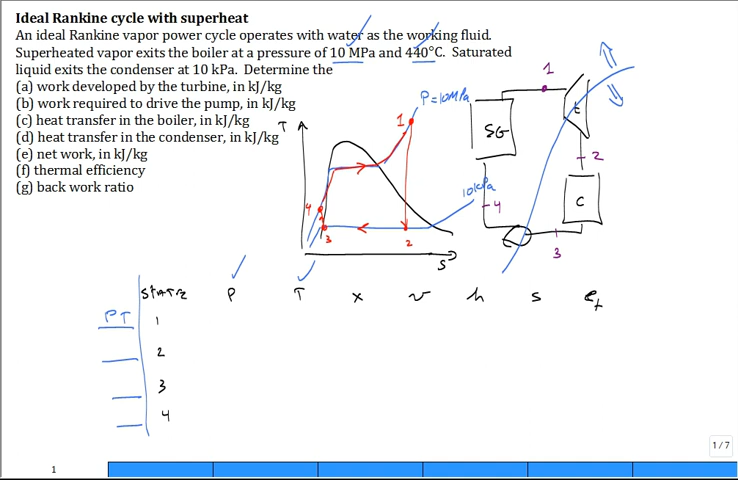 Ideal Rankine cycle with superheat
An ideal Rankine vapor power cycle operates with water as the working fluid.
Superheated vapor exits the boiler at a pressure of 10 MPa and 440°C. Saturated
liquid exits the condenser at 10 kPa. Determine the
(a) work developed by the turbine, in kJ/kg
(b) work required to drive the pump, in kJ/kg
(c) heat transfer in the boiler, in kJ/kg
(d) heat transfer in the condenser, in kJ/kg
(e) net work, in kJ/kg
(f) thermal efficiency
(g) back work ratio
T
1
P=10MPa
10kPa
4
3
2
S
1
SG
t
2
C
4
3
STATE P T x v h s ef
PT 1
2
3
4
1 / 7
1